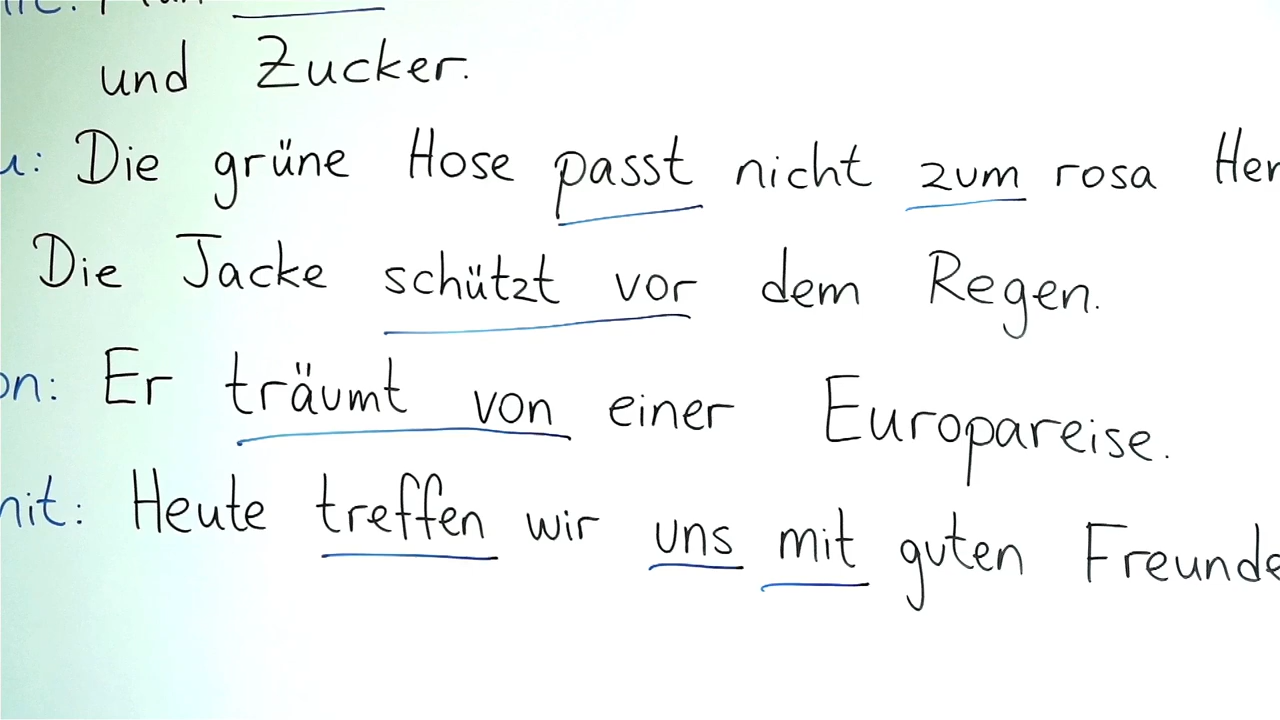 und Zucker.
Die grüne Hose passt nicht zum rosa
Die Jacke schützt vor dem Regen.
Er träumt von einer Europareise.
Heute treffen wir uns mit guten